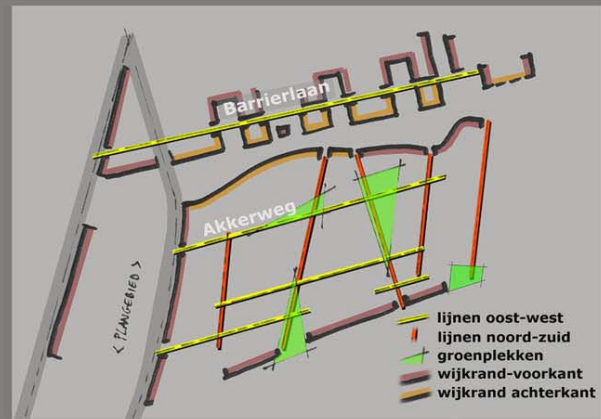 Barrierlaan
Akkerweg
< PLANGEBIED >
lijnen oost-west
lijnen noord-zuid
groenplekken
wijkrand-voorkant
wijkrand achterkant